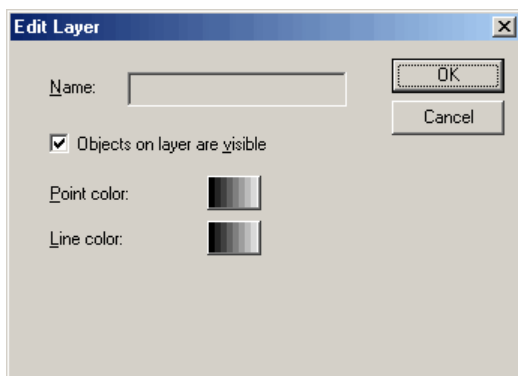 Edit Layer
Name:
OK
Cancel
Objects on layer are visible
Point color:
Line color: